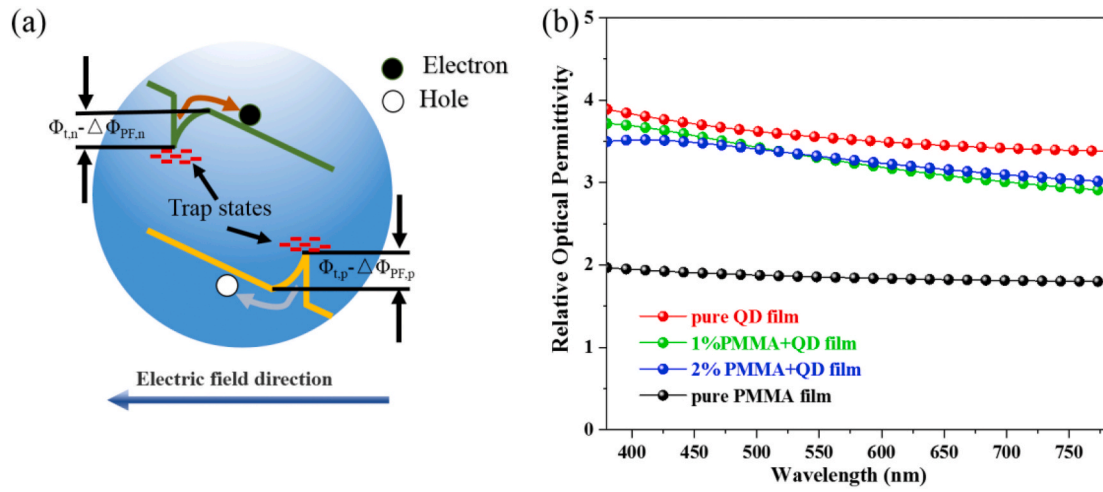 (a)
Electron
Hole
Φt,n-△ΦPF,n
Trap states
Φt,p-△ΦPF,p
Electric field direction
(b)
Relative Optical Permittivity
5
4
3
2
1
0
pure QD film
1%PMMA+QD film
2% PMMA+QD film
pure PMMA film
400 450 500 550 600 650 700 750
Wavelength (nm)